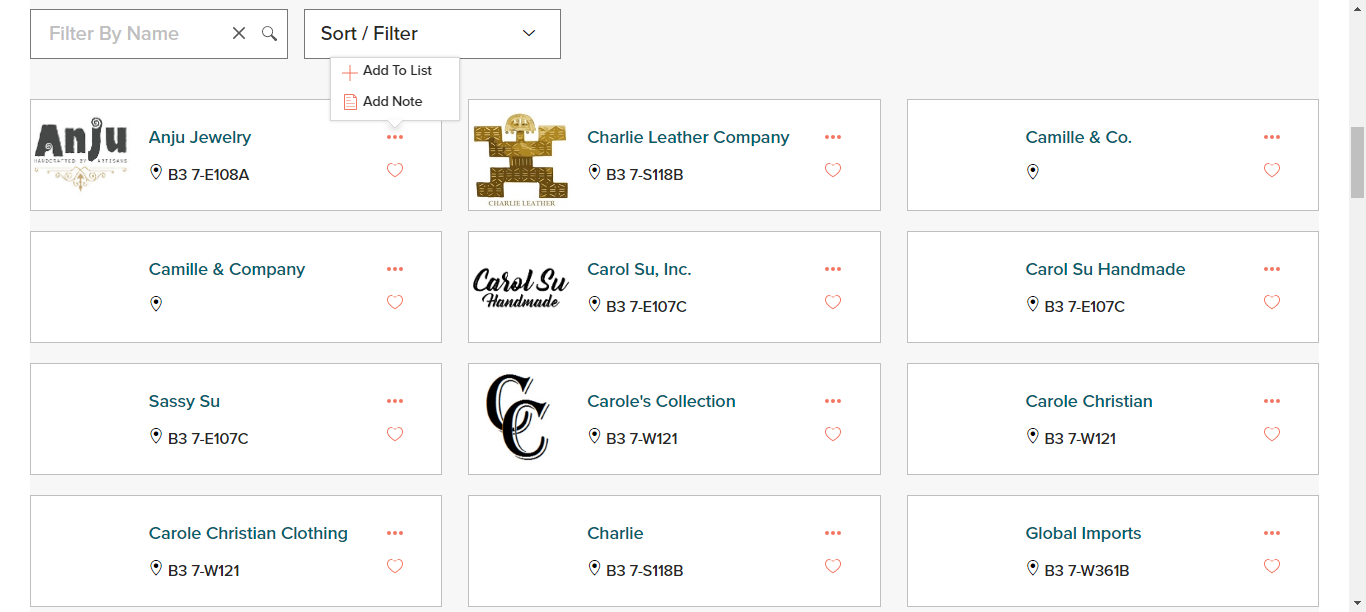 Filter By Name
Sort / Filter
Add To List
Add Note
Anju
HANDCRAFTED BY ARTISANS
Anju Jewelry
B3 7-E108A
CHARLIE LEATHER
Charlie Leather Company
B3 7-S118B
Camille & Co.
Camille & Company
Carol Su
Handmade
Carol Su, Inc.
B3 7-E107C
Carol Su Handmade
B3 7-E107C
Sassy Su
B3 7-E107C
CC
Carole's Collection
B3 7-W121
Carole Christian
B3 7-W121
Carole Christian Clothing
B3 7-W121
Charlie
B3 7-S118B
Global Imports
B3 7-W361B